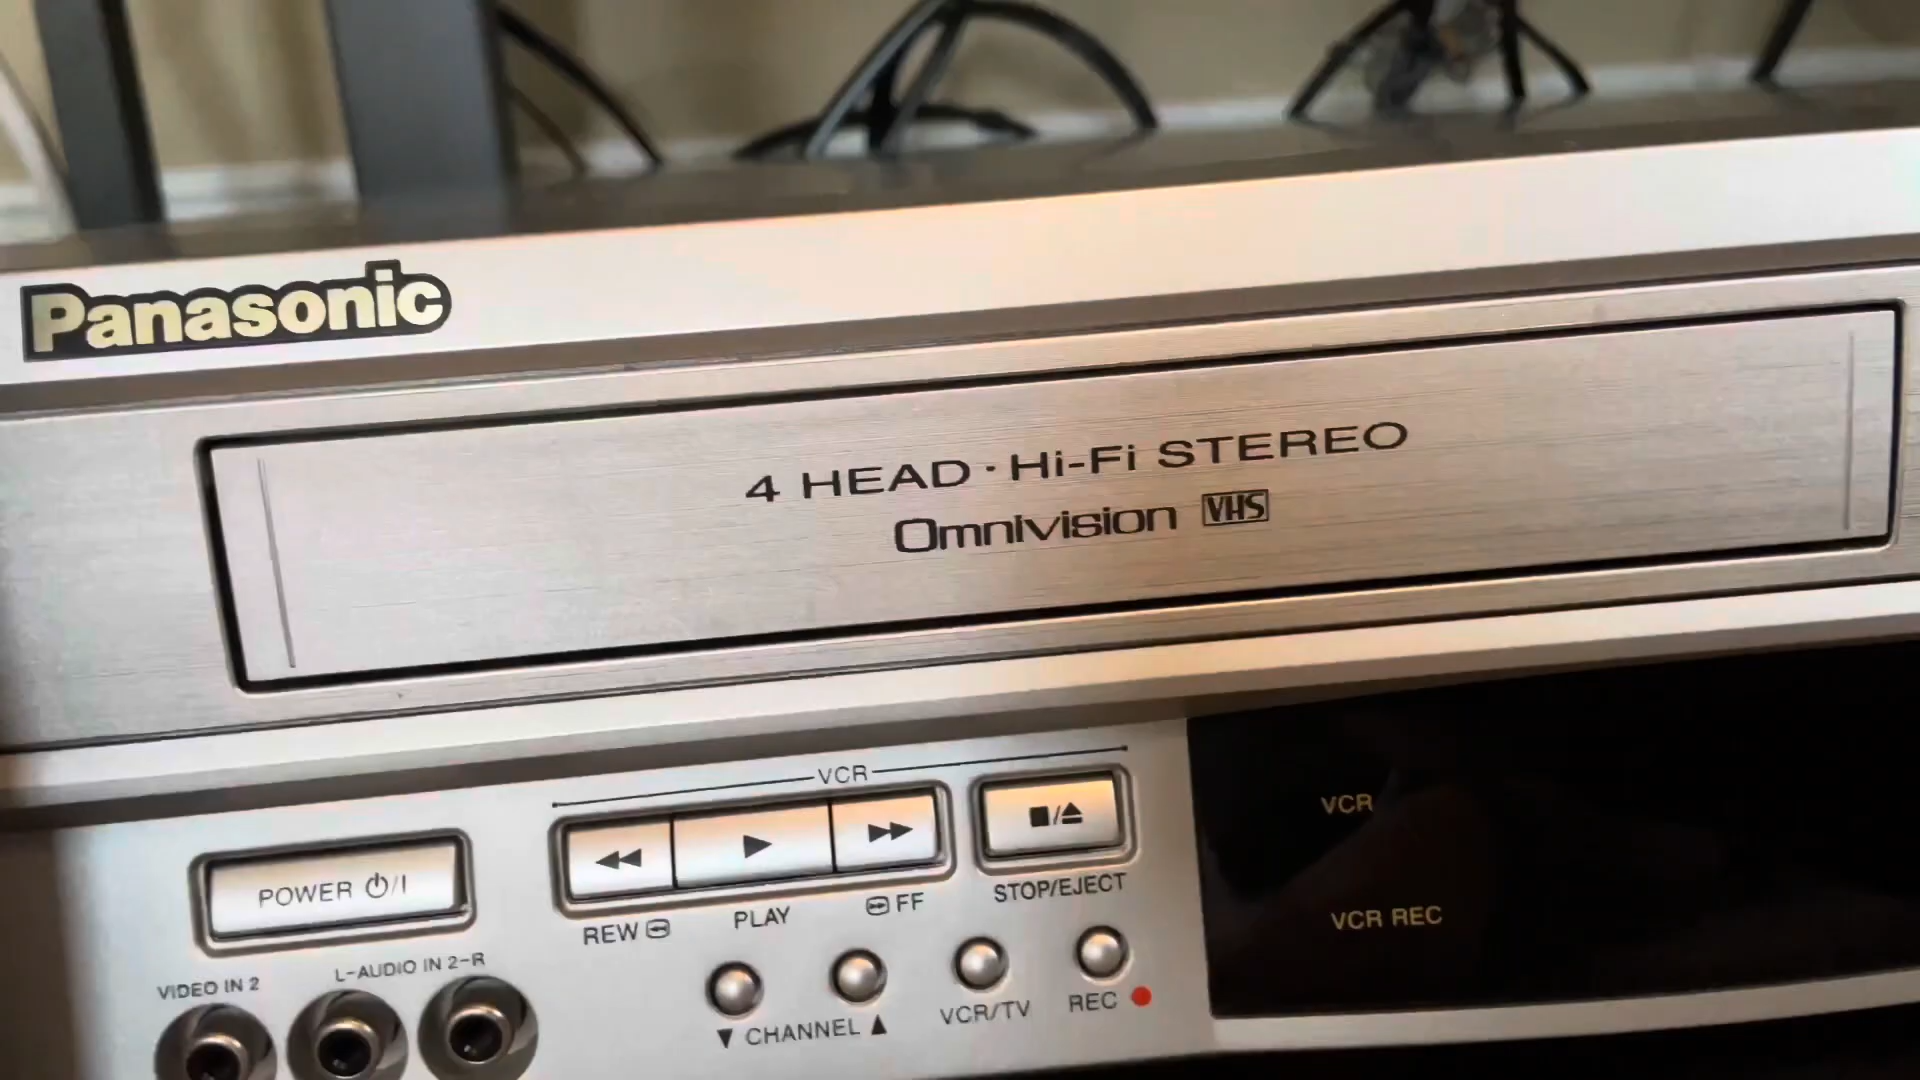 Panasonic
4 HEAD · Hi-Fi STEREO
Omnivision VHS
VCR
POWER ⏻/I
REW
PLAY
FF
■/▲
STOP/EJECT
VCR
VCR REC
VIDEO IN 2
L-AUDIO IN 2-R
▼ CHANNEL ▲
VCR/TV
REC